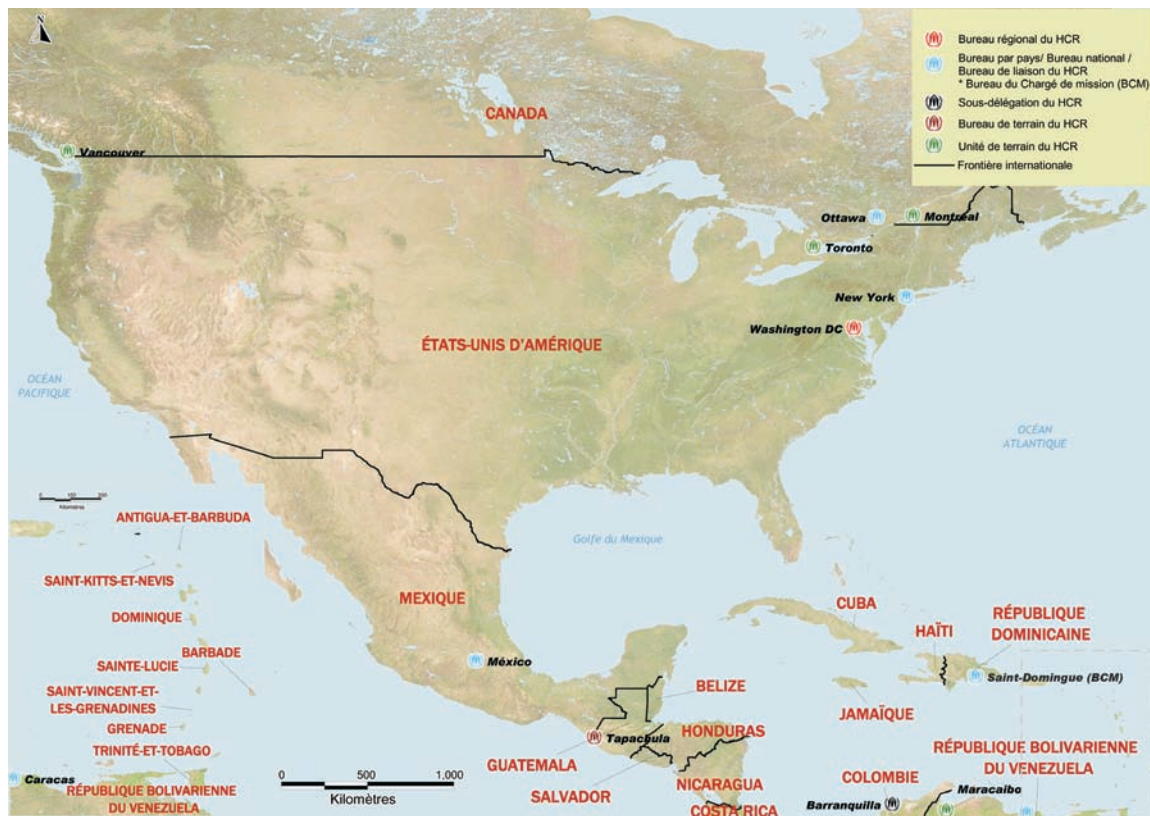 N
Bureau régional du HCR
Bureau par pays/ Bureau national /
Bureau de liaison du HCR
* Bureau du Chargé de mission (BCM)
Sous-délégation du HCR
Bureau de terrain du HCR
Unité de terrain du HCR
Frontière internationale
CANADA
Vancouver
Ottawa
Montréal
Toronto
New York
Washington DC
ÉTATS-UNIS D'AMÉRIQUE
OCÉAN
PACIFIQUE
OCÉAN
ATLANTIQUE
Kilomètres
ANTIGUA-ET-BARBUDA
Golfe du Mexique
SAINT-KITTS-ET-NEVIS
MEXIQUE
DOMINIQUE
CUBA
HAÏTI
RÉPUBLIQUE
DOMINICAINE
BARBADE
SAINTE-LUCIE
México
Saint-Domingue (BCM)
SAINT-VINCENT-ET-
LES-GRENADINES
BELIZE
JAMAÏQUE
GRENADE
HONDURAS
Tapachula
TRINITÉ-ET-TOBAGO
RÉPUBLIQUE BOLIVARIENNE
DU VENEZUELA
GUATEMALA
Caracas
0 500 1,000
Kilomètres
COLOMBIE
NICARAGUA
RÉPUBLIQUE BOLIVARIENNE
DU VENEZUELA
SALVADOR
Maracaibo
Barranquilla
COSTA RICA